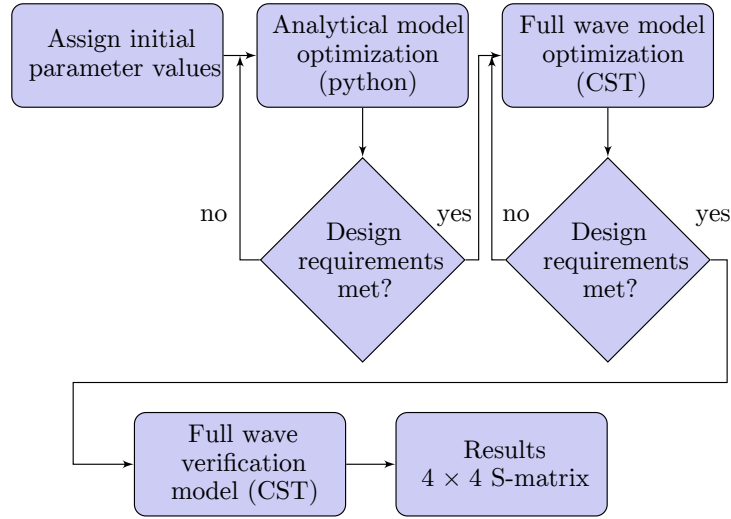 Assign initial
parameter values
Analytical model
optimization
(python)
Full wave model
optimization
(CST)
no
Design
requirements
met?
yes
no
Design
requirements
met?
yes
Full wave
verification
model (CST)
Results
4 × 4 S-matrix